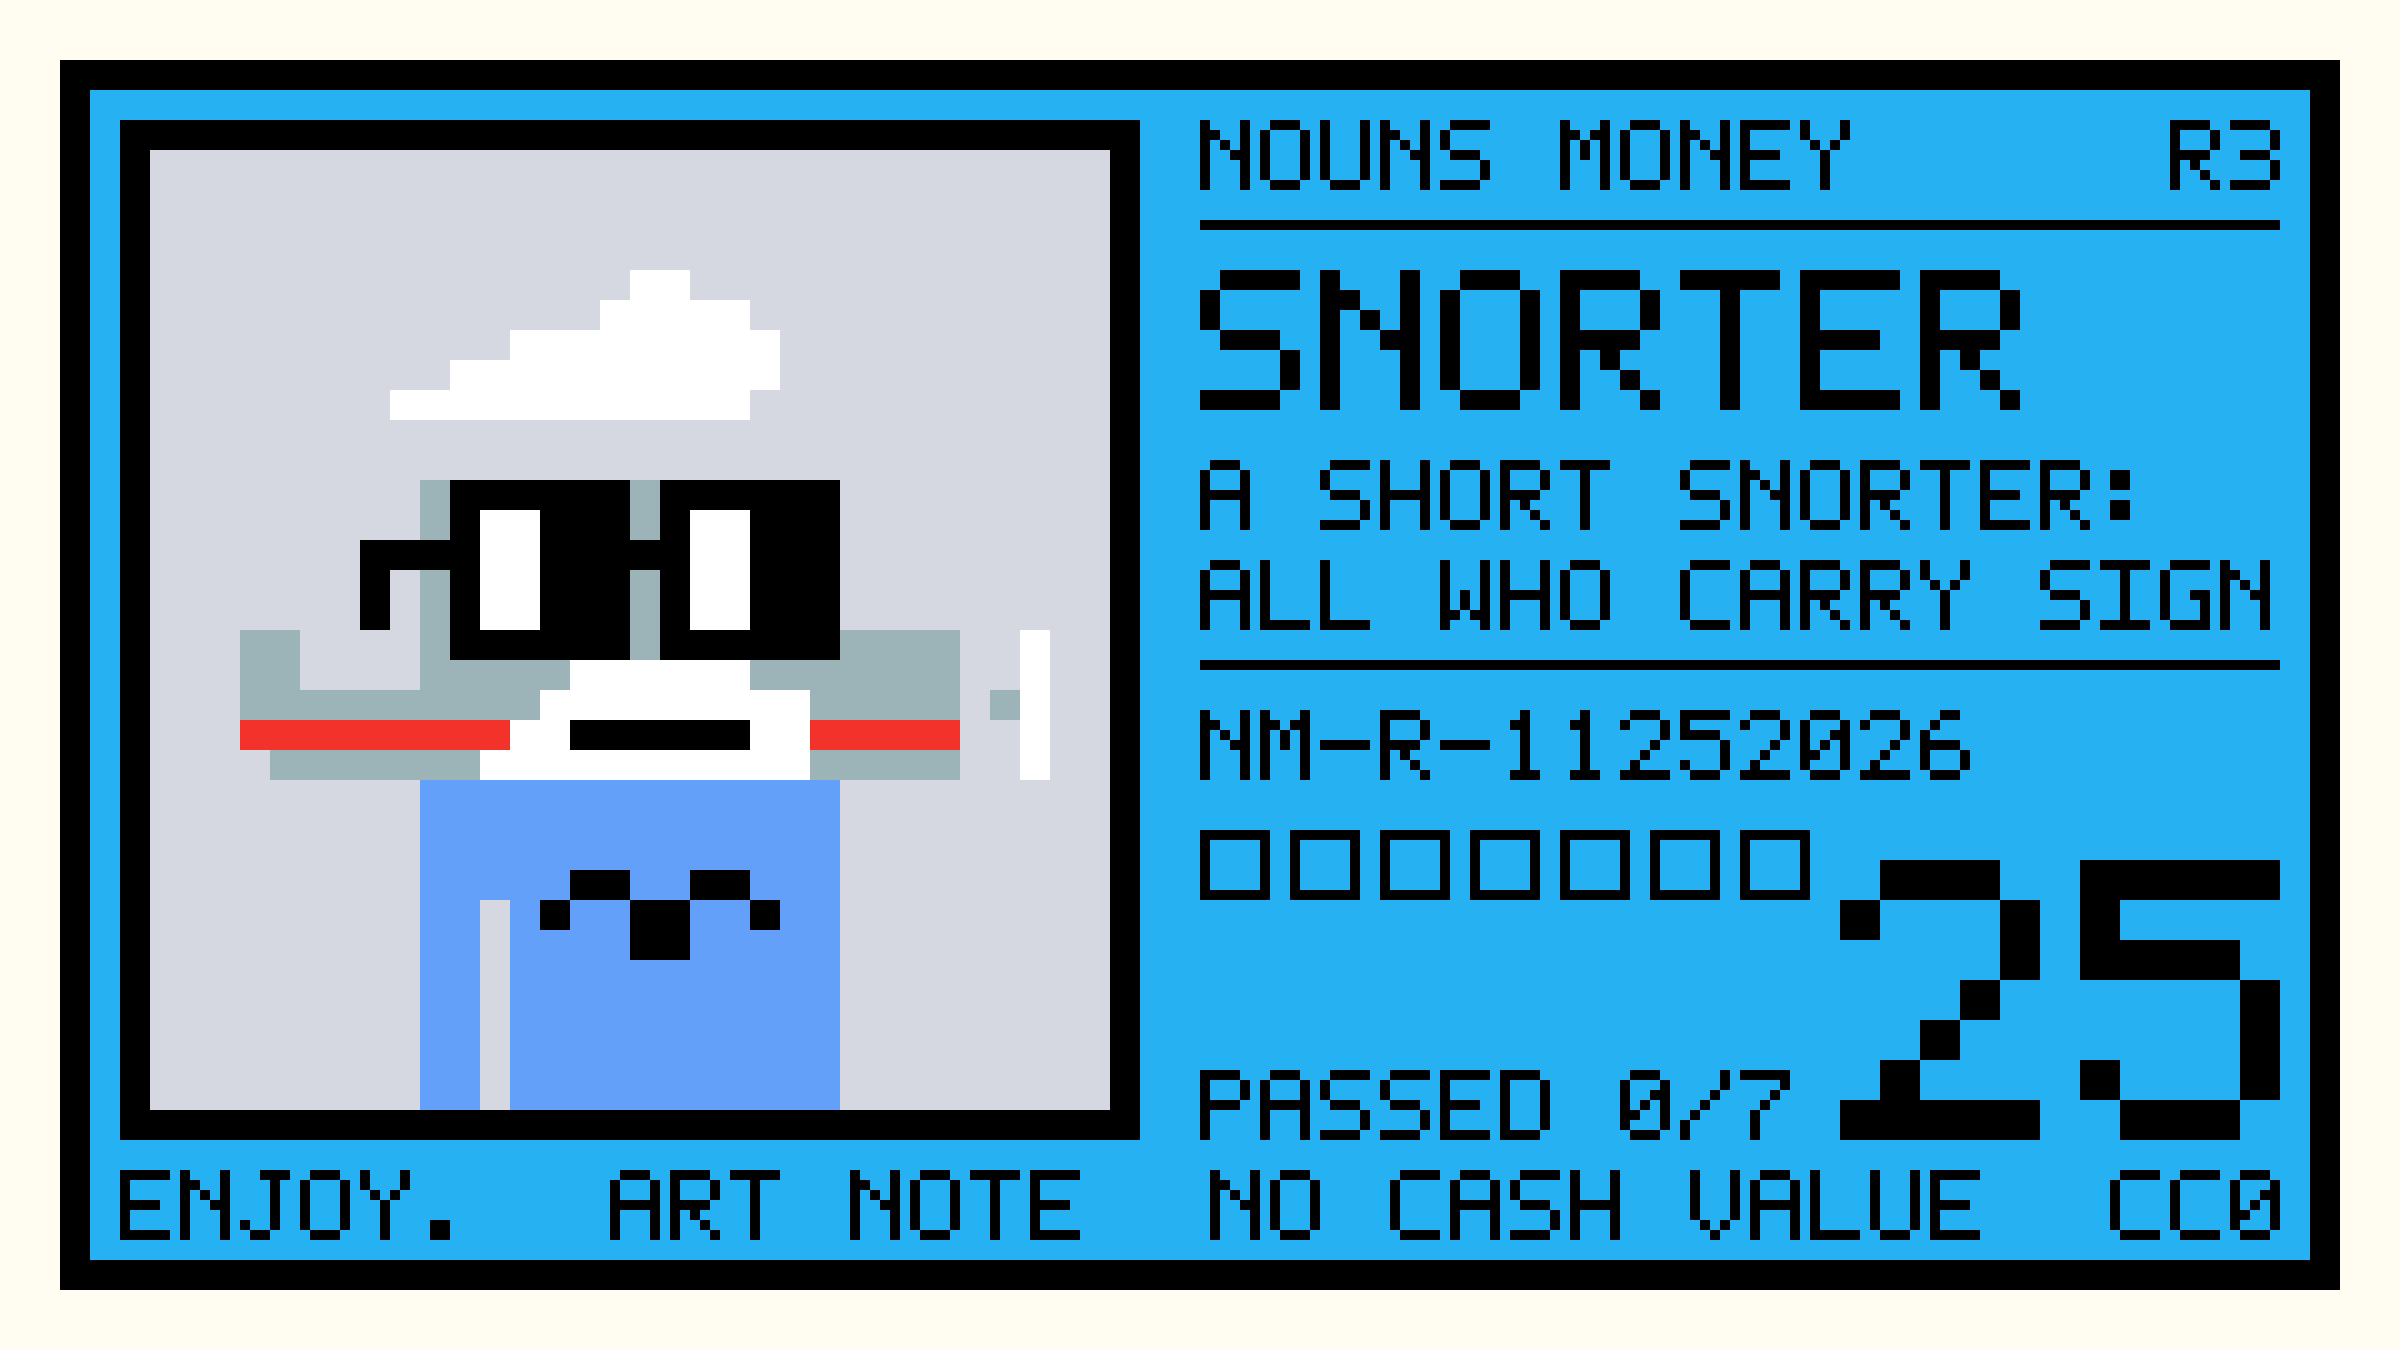 NOUNS MONEY R3
SNORTER
A SHORT SNORTER:
ALL WHO CARRY SIGN
NM-R-11252026
25
PASSED 0/7
ENJOY. ART NOTE NO CASH VALUE CC0